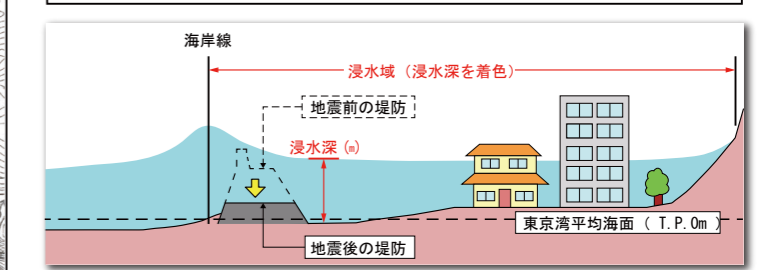 海岸線
浸水域（浸水深を着色）
地震前の堤防
浸水深(m)
東京湾平均海面（ T.P.0m ）
地震後の堤防